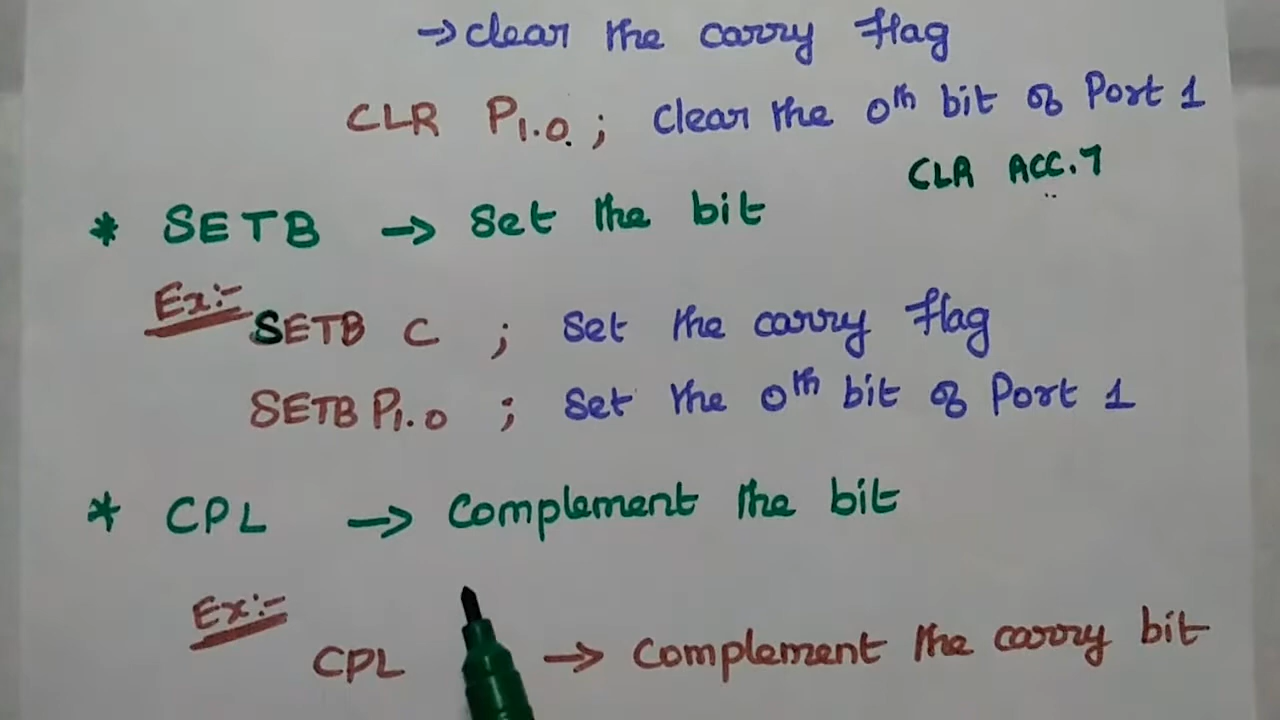 → clear the carry flag
CLR P1.0 ; clear the 0th bit of Port 1
CLR ACC.7
* SETB → Set the bit
Ex:-
SETB C ; Set the carry flag
SETB P1.0 ; Set the 0th bit of Port 1
* CPL → Complement the bit
Ex:-
CPL → Complement the carry bit